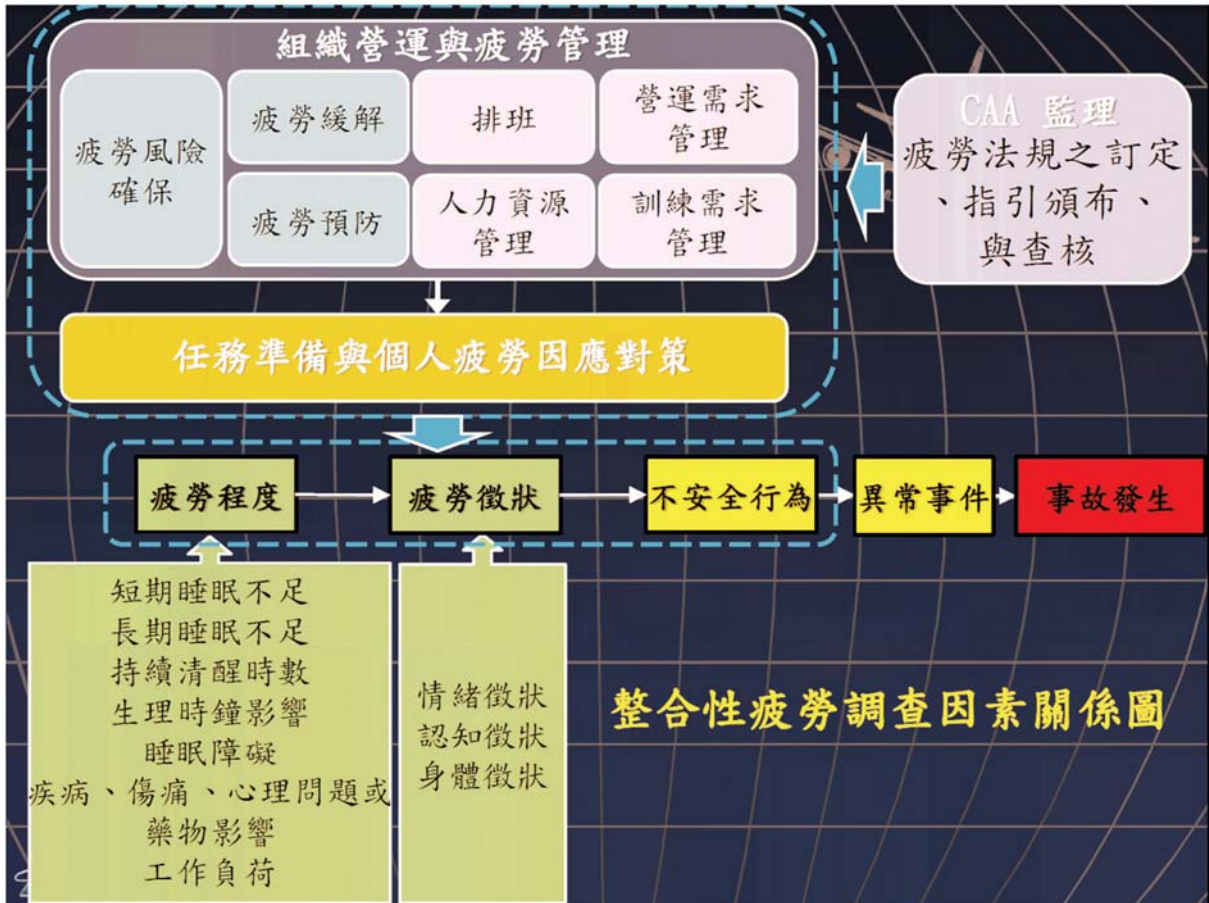 組織營運與疲勞管理
疲勞風險
確保
疲勞緩解
疲勞預防
排班
人力資源
管理
營運需求
管理
訓練需求
管理
CAA 監理
疲勞法規之訂定
、指引頒布、
與查核
任務準備與個人疲勞因應對策
疲勞程度
疲勞徵狀
不安全行為
異常事件
事故發生
短期睡眠不足
長期睡眠不足
持續清醒時數
生理時鐘影響
睡眠障礙
疾病、傷痛、心理問題或
藥物影響
工作負荷
情緒徵狀
認知徵狀
身體徵狀
整合性疲勞調查因素關係圖